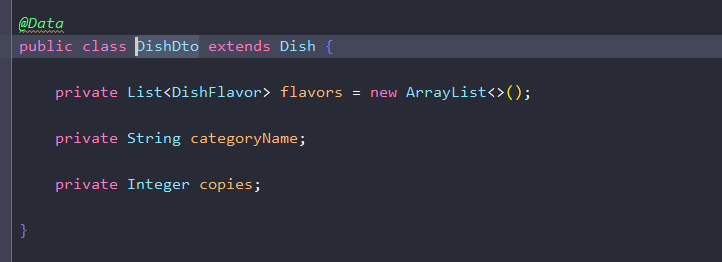 @Data
public class DishDto extends Dish {
private List<DishFlavor> flavors = new ArrayList<>();
private String categoryName;
private Integer copies;
}